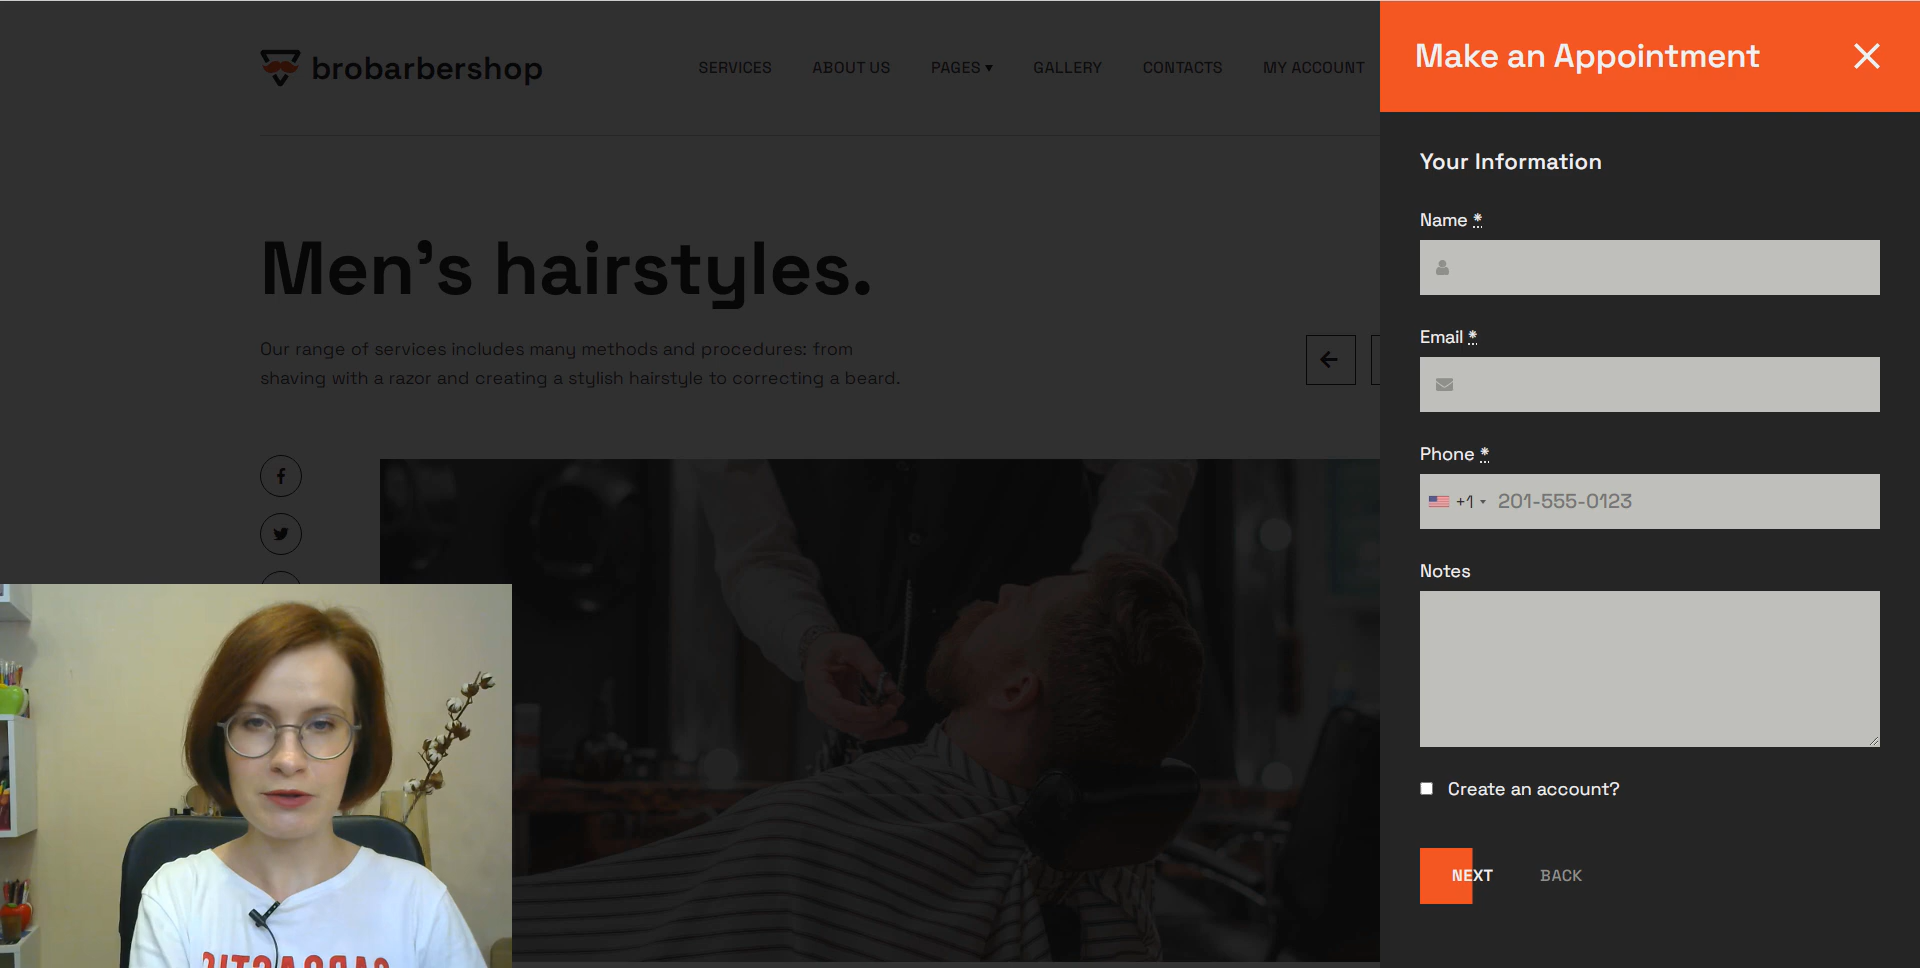 brobarbershop
SERVICES
ABOUT US
PAGES
GALLERY
CONTACTS
MY ACCOUNT
Men's hairstyles.
Our range of services includes many methods and procedures: from
shaving with a razor and creating a stylish hairstyle to correcting a beard.
Make an Appointment
Your Information
Name *
Email *
Phone *
+1 201-555-0123
Notes
Create an account?
NEXT
BACK